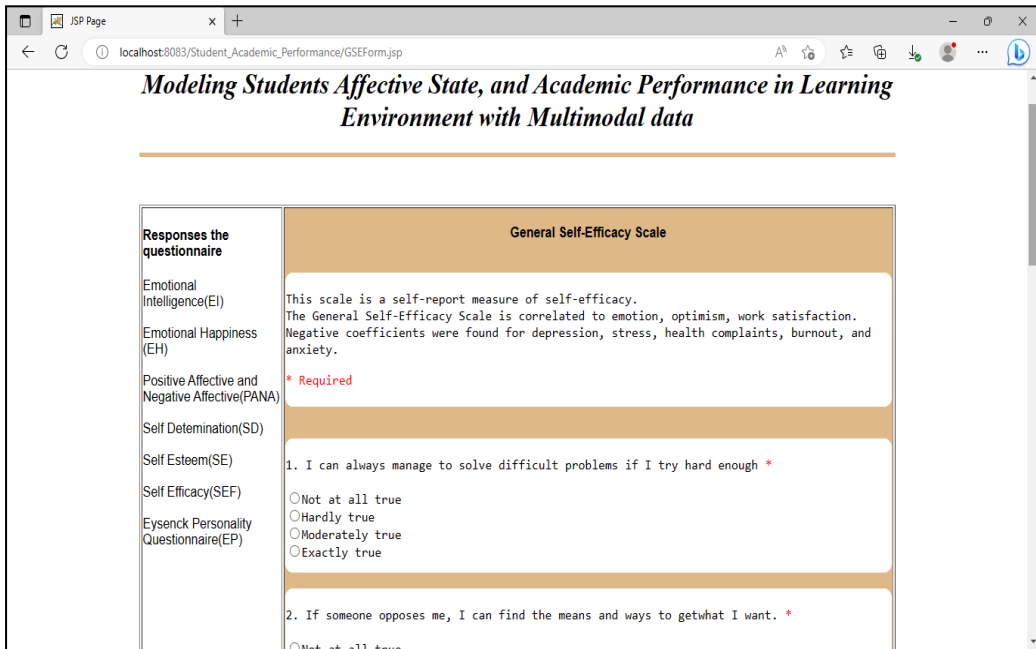 JSP Page
localhost:8083/Student_Academic_Performance/GSEForm.jsp
Modeling Students Affective State, and Academic Performance in Learning
Environment with Multimodal data
Responses the
questionnaire
Emotional
Intelligence(EI)
Emotional Happiness
(EH)
Positive Affective and
Negative Affective(PANA)
Self Detemination(SD)
Self Esteem(SE)
Self Efficacy(SEF)
Eysenck Personality
Questionnaire(EP)
General Self-Efficacy Scale
This scale is a self-report measure of self-efficacy.
The General Self-Efficacy Scale is correlated to emotion, optimism, work satisfaction.
Negative coefficients were found for depression, stress, health complaints, burnout, and
anxiety.
* Required
1. I can always manage to solve difficult problems if I try hard enough *
Not at all true
Hardly true
Moderately true
Exactly true
2. If someone opposes me, I can find the means and ways to getwhat I want. *
Not at all true